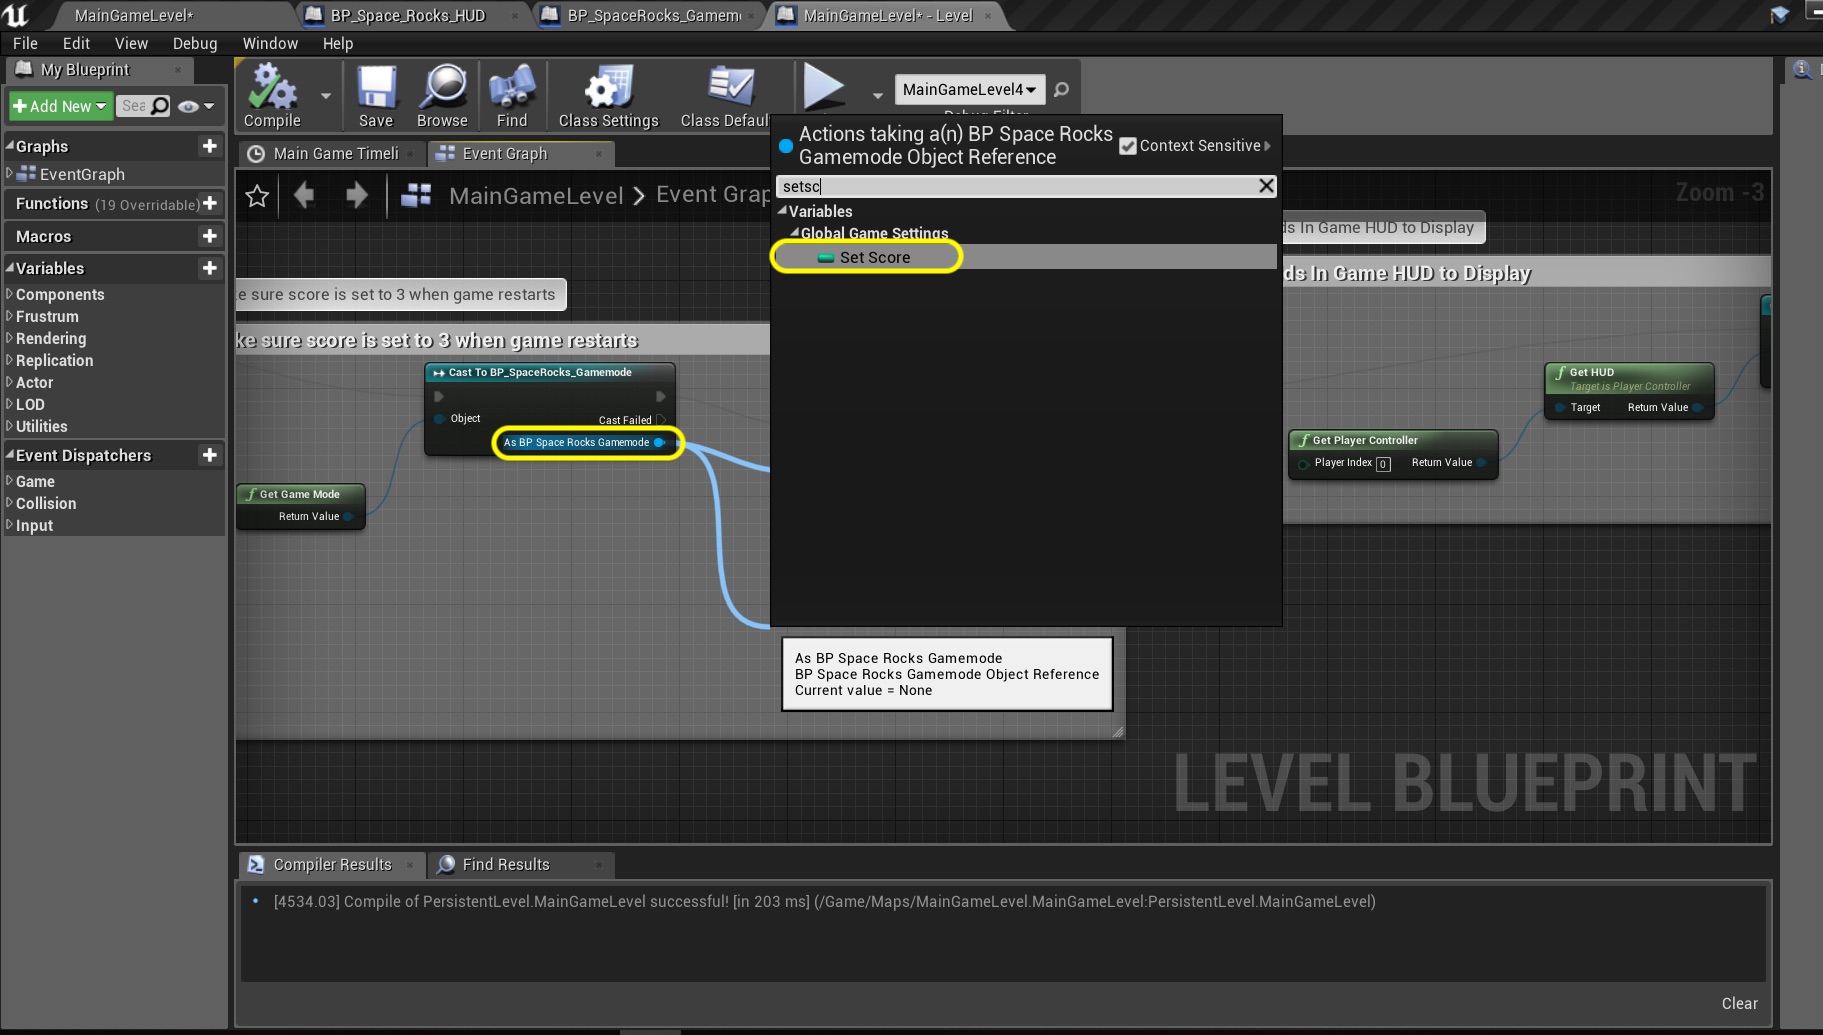 MainGameLevel*
BP_Space_Rocks_HUD
BP_SpaceRocks_Gamem
MainGameLevel* - Level
File Edit View Debug Window Help
My Blueprint
Add New
Sea
Compile
Save
Browse
Find
Class Settings
Class Defaul
MainGameLevel4
Debug Filter
Graphs
EventGraph
Functions (19 Overridable)
Macros
Variables
Components
Frustrum
Rendering
Replication
Actor
LOD
Utilities
Event Dispatchers
Game
Collision
Input
Main Game Timeli
Event Graph
MainGameLevel > Event Grap
Zoom -3
Actions taking a(n) BP Space Rocks
Gamemode Object Reference
Context Sensitive
setsc
Variables
Global Game Settings
Set Score
ke sure score is set to 3 when game restarts
ke sure score is set to 3 when game restarts
Cast To BP_SpaceRocks_Gamemode
Object
Cast Failed
As BP Space Rocks Gamemode
f Get Game Mode
Return Value
ds In Game HUD to Display
ds In Game HUD to Display
f Get HUD
Target is Player Controller
Target Return Value
f Get Player Controller
Player Index 0 Return Value
As BP Space Rocks Gamemode
BP Space Rocks Gamemode Object Reference
Current value = None
LEVEL BLUEPRINT
Compiler Results
Find Results
[4534.03] Compile of PersistentLevel.MainGameLevel successful! [in 203 ms] (/Game/Maps/MainGameLevel.MainGameLevel:PersistentLevel.MainGameLevel)
Clear